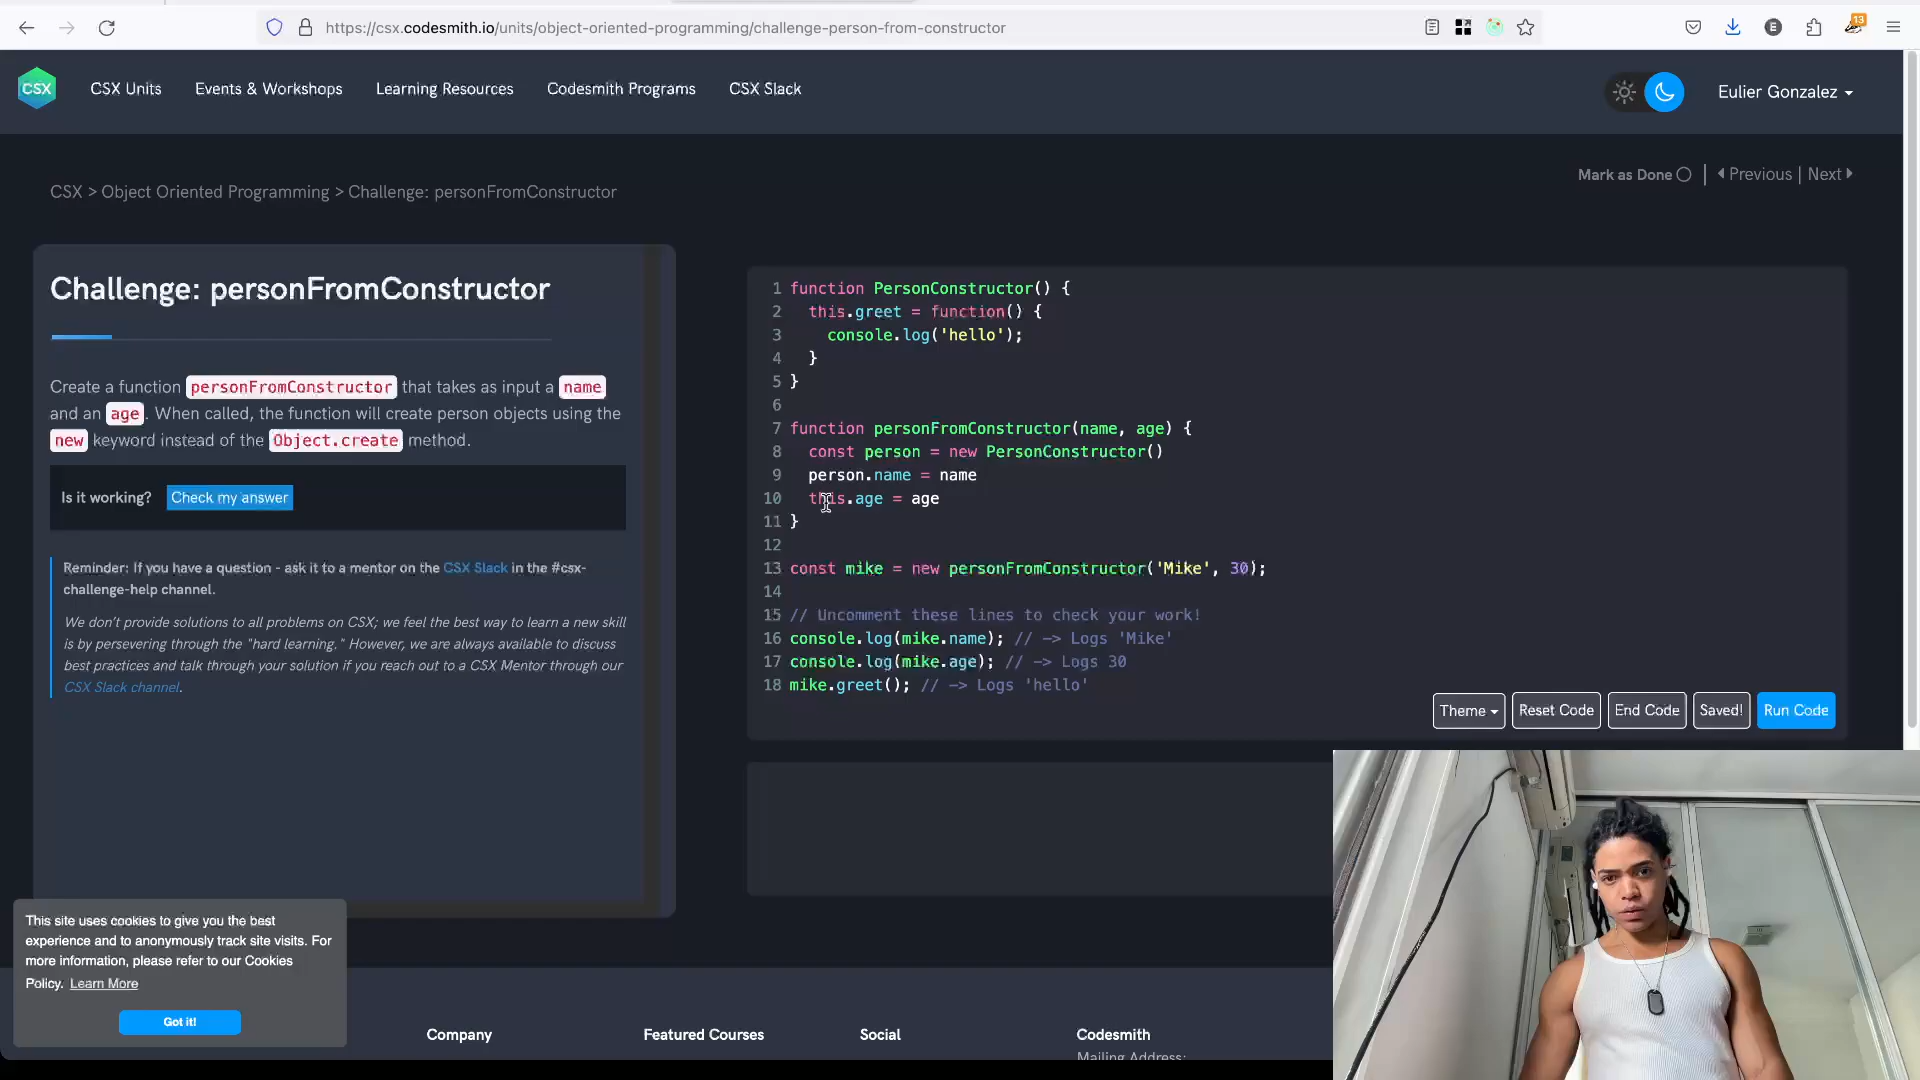 https://csx.codesmith.io/units/object-oriented-programming/challenge-person-from-constructor
E
13
CSX
CSX Units
Events & Workshops
Learning Resources
Codesmith Programs
CSX Slack
Eulier Gonzalez
CSX > Object Oriented Programming > Challenge: personFromConstructor
Mark as Done
Previous | Next
Challenge: personFromConstructor
Create a function personFromConstructor that takes as input a name
and an age. When called, the function will create person objects using the
new keyword instead of the Object.create method.
Is it working? Check my answer
Reminder: If you have a question - ask it to a mentor on the CSX Slack in the #csx-
challenge-help channel.
We don't provide solutions to all problems on CSX; we feel the best way to learn a new skill
is by persevering through the "hard learning." However, we are always available to discuss
best practices and talk through your solution if you reach out to a CSX Mentor through our
CSX Slack channel.
1 function PersonConstructor() {
2 this.greet = function() {
3 console.log('hello');
4 }
5 }
6
7 function personFromConstructor(name, age) {
8 const person = new PersonConstructor()
9 person.name = name
10 this.age = age
11 }
12
13 const mike = new personFromConstructor('Mike', 30);
14
15 // Uncomment these lines to check your work!
16 console.log(mike.name); // -> Logs 'Mike'
17 console.log(mike.age); // -> Logs 30
18 mike.greet(); // -> Logs 'hello'
Theme
Reset Code
End Code
Saved!
Run Code
This site uses cookies to give you the best
experience and to anonymously track site visits. For
more information, please refer to our Cookies
Policy. Learn More
Got it!
Company
Featured Courses
Social
Codesmith
Mailing Address: